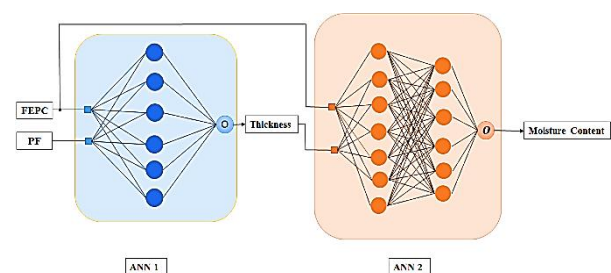 FEPC
PF
O
Thickness
O
Moisture Content
ANN 1
ANN 2